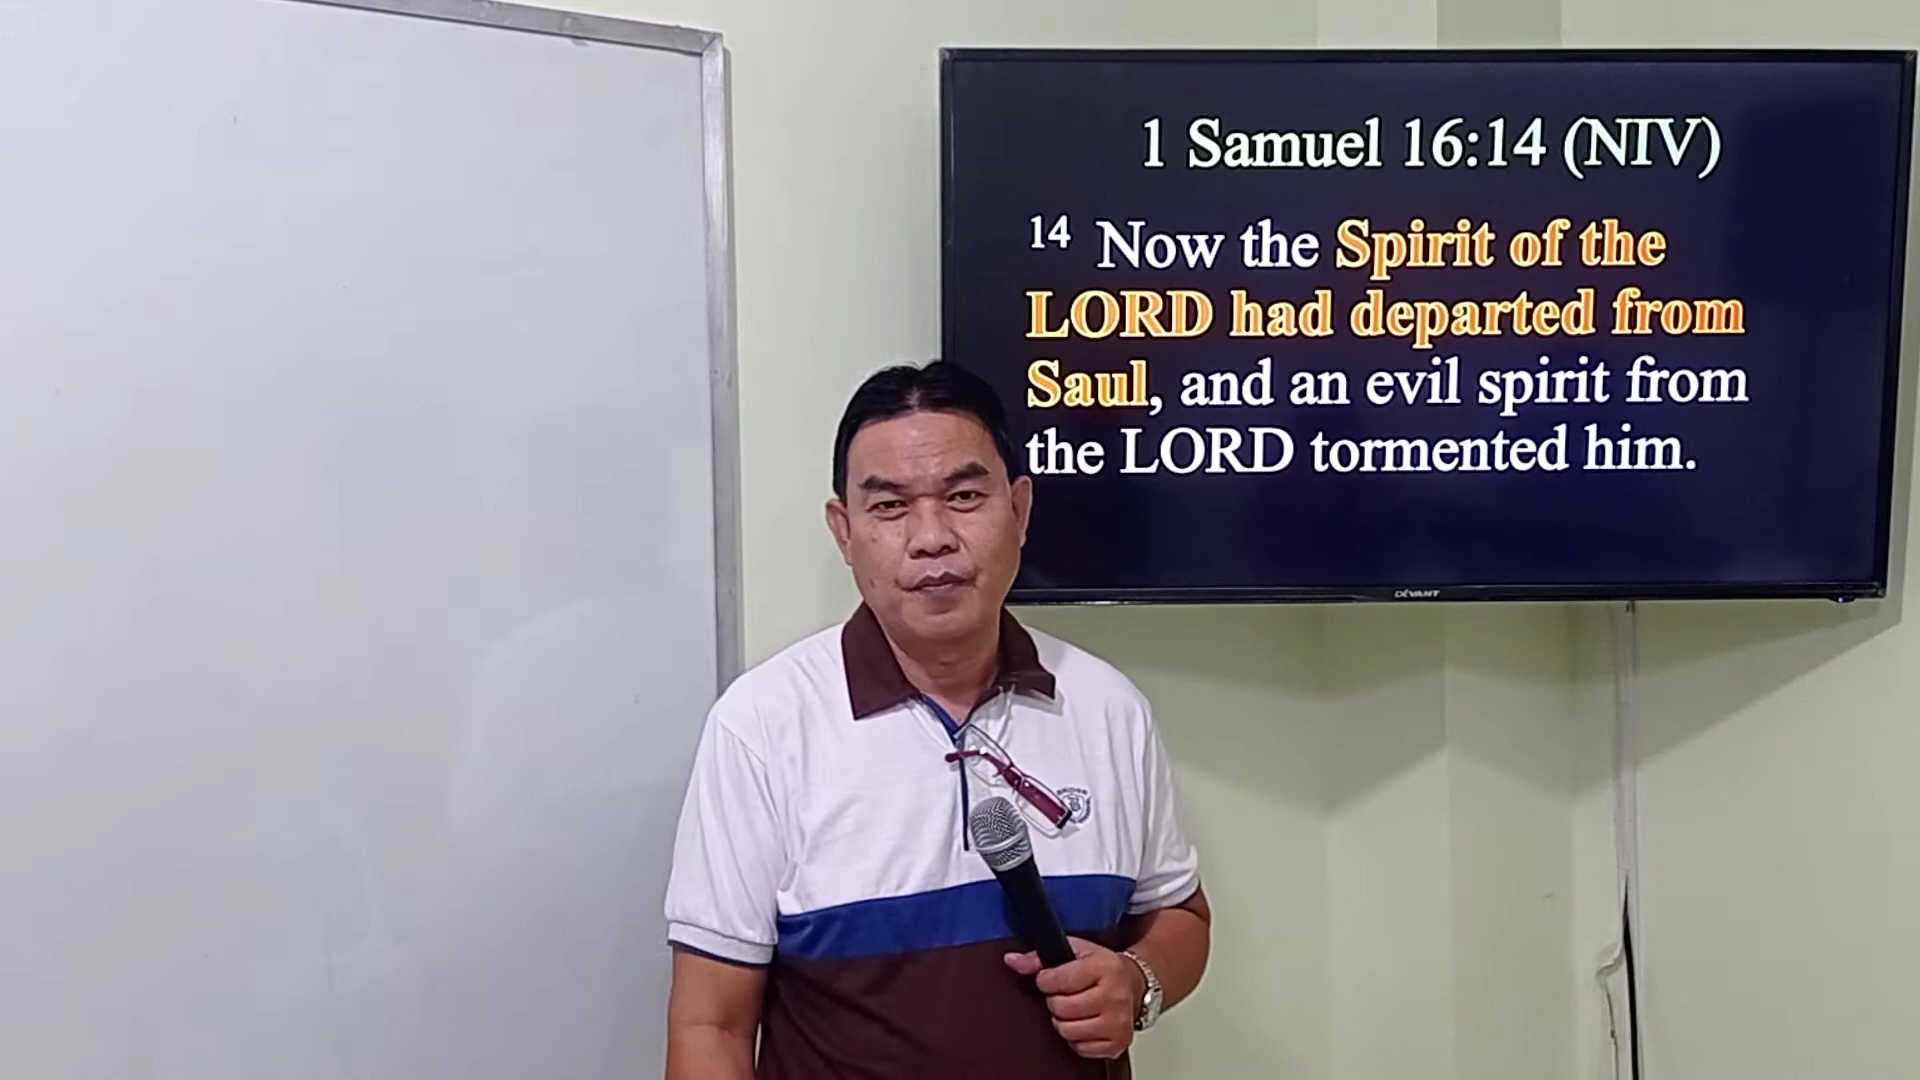 1 Samuel 16:14 (NIV)
14 Now the Spirit of the
LORD had departed from
Saul, and an evil spirit from
the LORD tormented him.
DEVANT